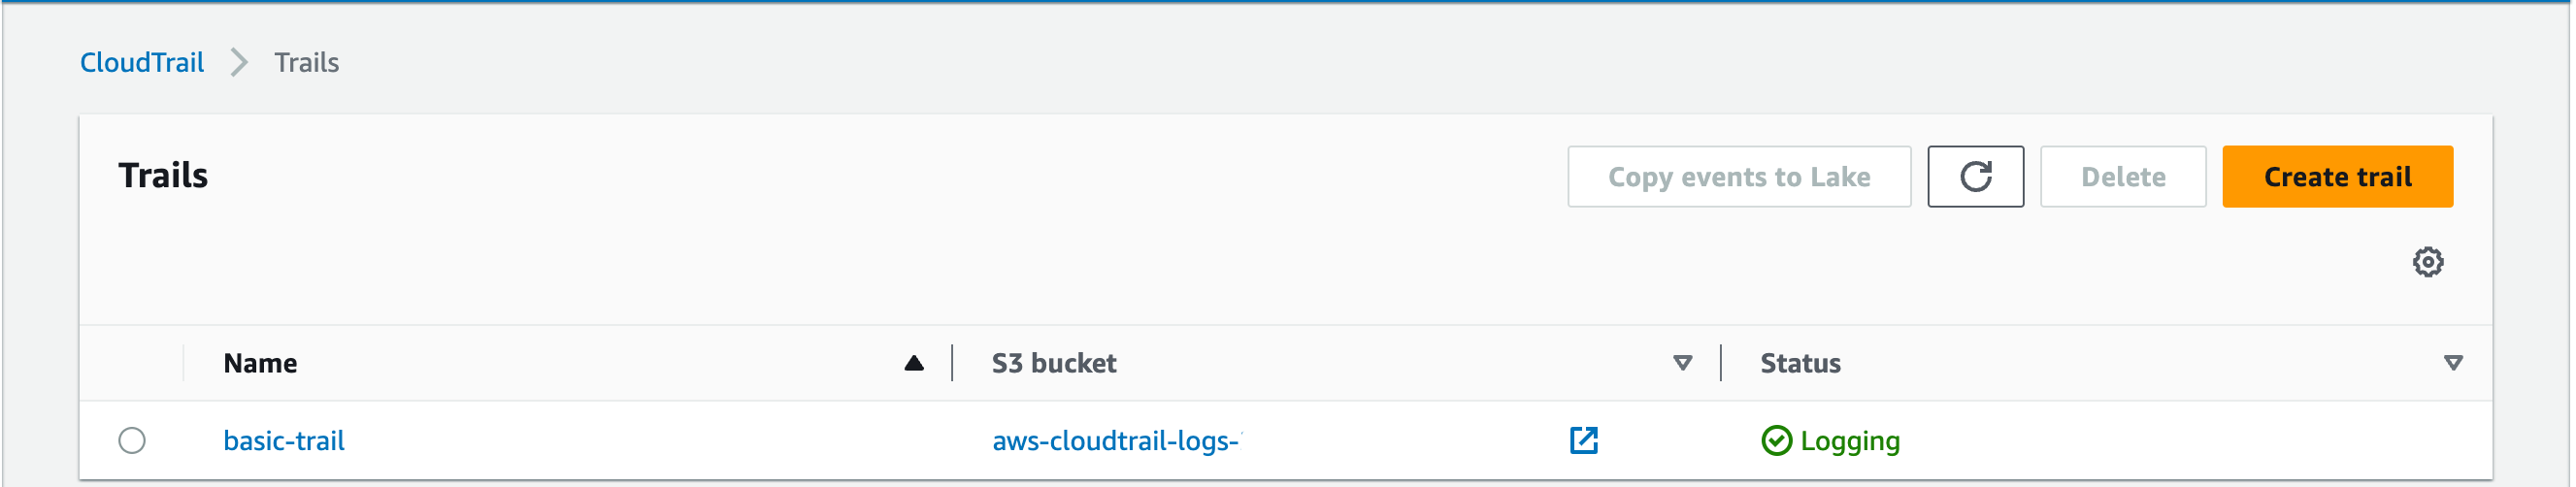 CloudTrail Trails
Trails Copy events to Lake Delete Create trail
Name S3 bucket Status
basic-trail aws-cloudtrail-logs- Logging